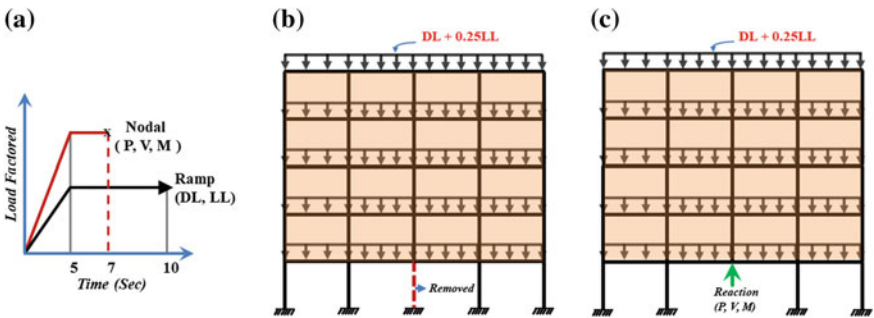 (a)
Load Factored
x
Nodal
( P, V, M )
Ramp
(DL, LL)
5 7 10
Time (Sec)
(b)
DL + 0.25LL
Removed
(c)
DL + 0.25LL
Reaction
(P, V, M)